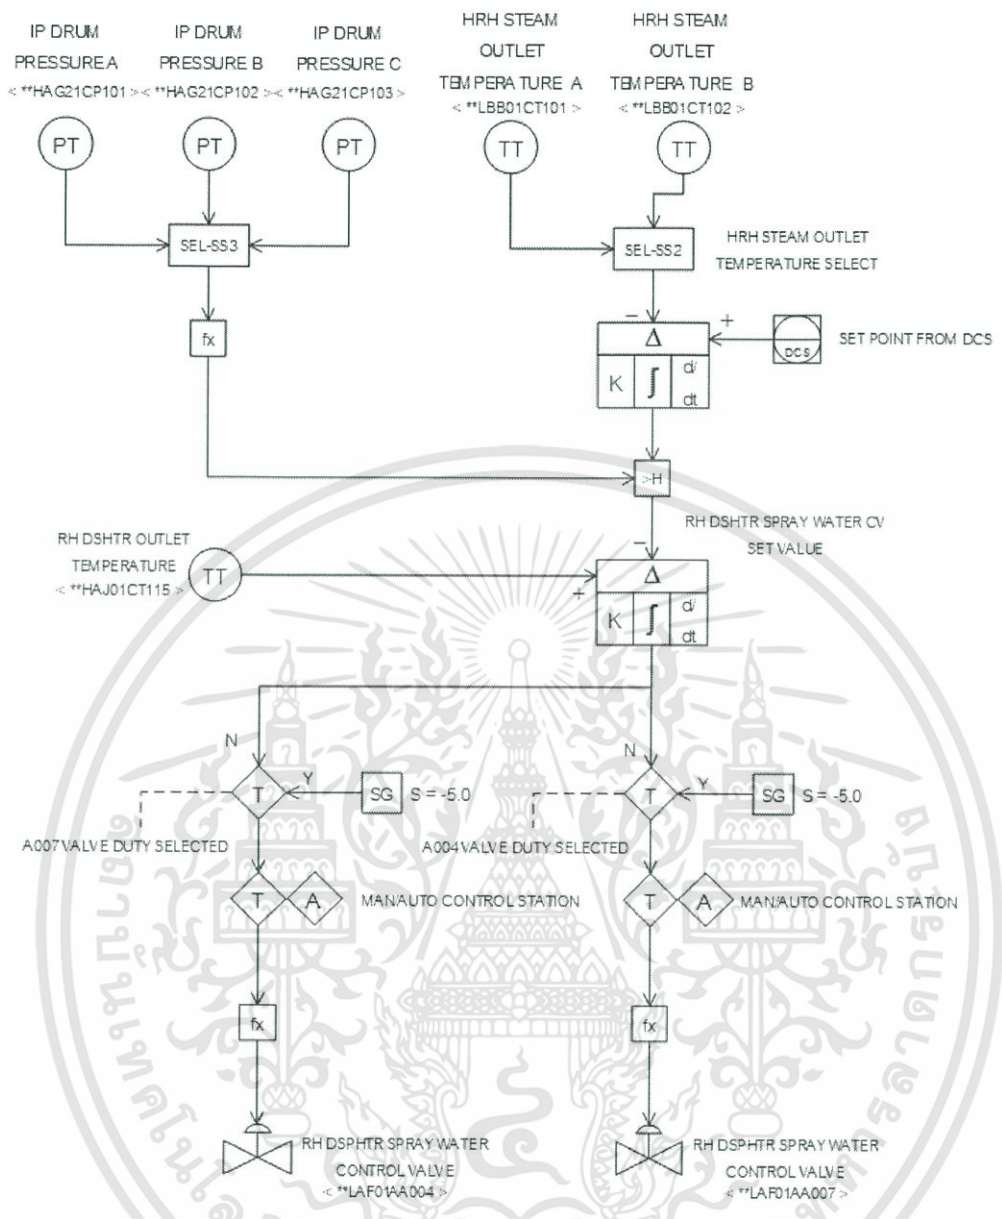 IP DRUM
PRESSURE A
< **HAG21CP101 >
IP DRUM
PRESSURE B
< **HAG21CP102 >
IP DRUM
PRESSURE C
< **HAG21CP103 >
HRH STEAM
OUTLET
TEMPERATURE A
< **LBB01CT101 >
HRH STEAM
OUTLET
TEMPERATURE B
< **LBB01CT102 >
PT
PT
PT
TT
TT
SEL-SS3
SEL-SS2
HRH STEAM OUTLET
TEMPERATURE SELECT
fx
−
+
Δ
K
∫
d/
dt
DCS
SET POINT FROM DCS
>H
RH DSHTR SPRAY WATER CV
SET VALUE
RH DSHTR OUTLET
TEMPERATURE
< **HAJ01CT115 >
TT
−
+
Δ
K
∫
d/
dt
N
T
Y
SG
S = -5.0
A007 VALVE DUTY SELECTED
N
T
Y
SG
S = -5.0
A004 VALVE DUTY SELECTED
T
A
MAN/AUTO CONTROL STATION
T
A
MAN/AUTO CONTROL STATION
fx
fx
RH DSPHTR SPRAY WATER
CONTROL VALVE
< **LAF01AA004 >
RH DSPHTR SPRAY WATER
CONTROL VALVE
< **LAF01AA007 >